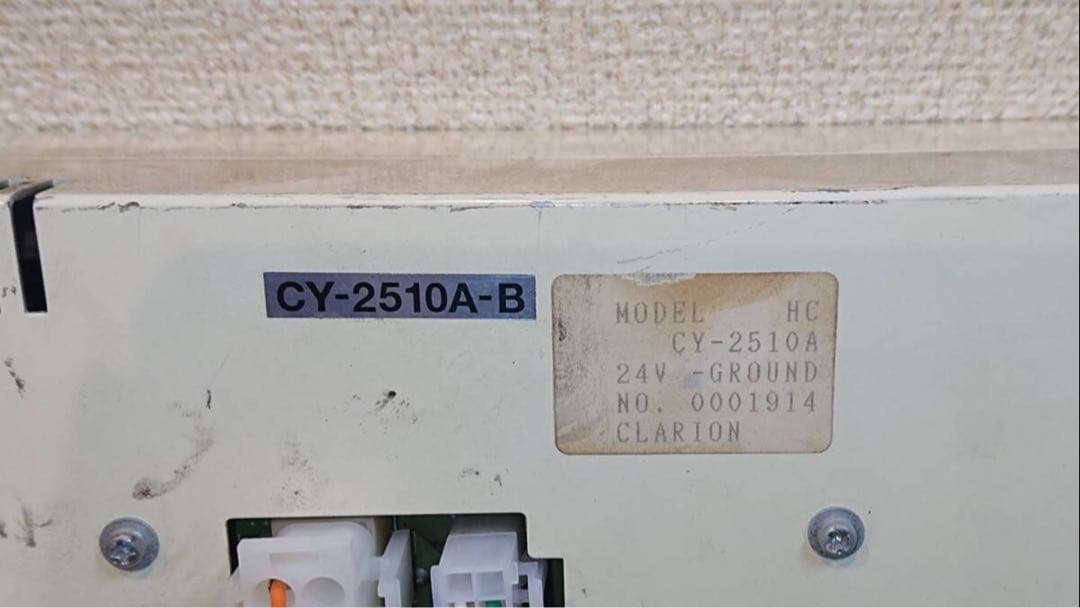 CY-2510A-B
MODEL HC
CY-2510A
24V -GROUND
NO. 0001914
CLARION